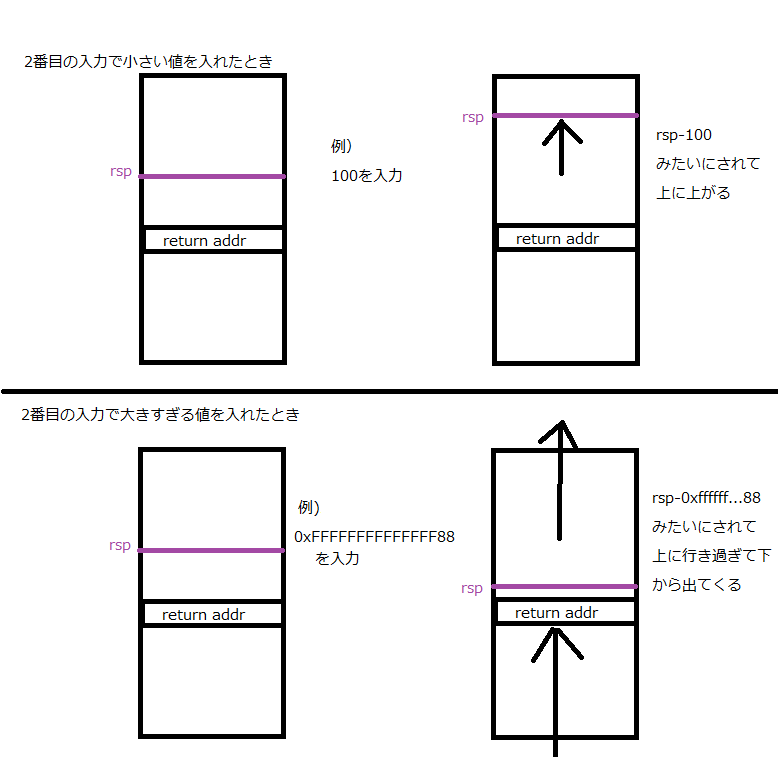 2番目の入力で小さい値を入れたとき
rsp
return addr
例）
100を入力
rsp
return addr
rsp-100
みたいにされて
上に上がる
2番目の入力で大きすぎる値を入れたとき
rsp
return addr
例)
0xFFFFFFFFFFFFFF88
を入力
rsp
return addr
rsp-0xffffff...88
みたいにされて
上に行き過ぎて下
から出てくる